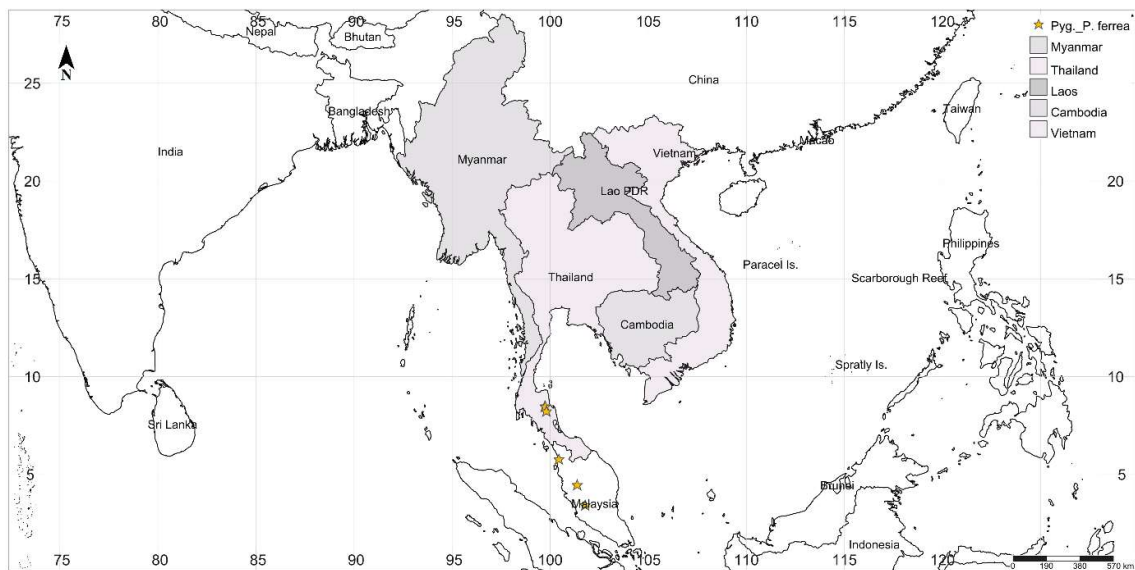 75 80 85 90 95 100 105 110 115 120
Nepal
Bhutan
Pyg._P. ferrea
Myanmar
Thailand
Laos
Cambodia
Vietnam
N
25
China
Bangladesh
Taiwan
Macao
India
Myanmar
Vietnam
20
Lao PDR
20
Philippines
Paracel Is.
15
Thailand
Scarborough Reef
15
Cambodia
Spratly Is.
10
10
Sri Lanka
5
5
Malaysia
Brunei
Indonesia
75 80 85 90 95 100 105 110 115 120
0 190 380 570 km